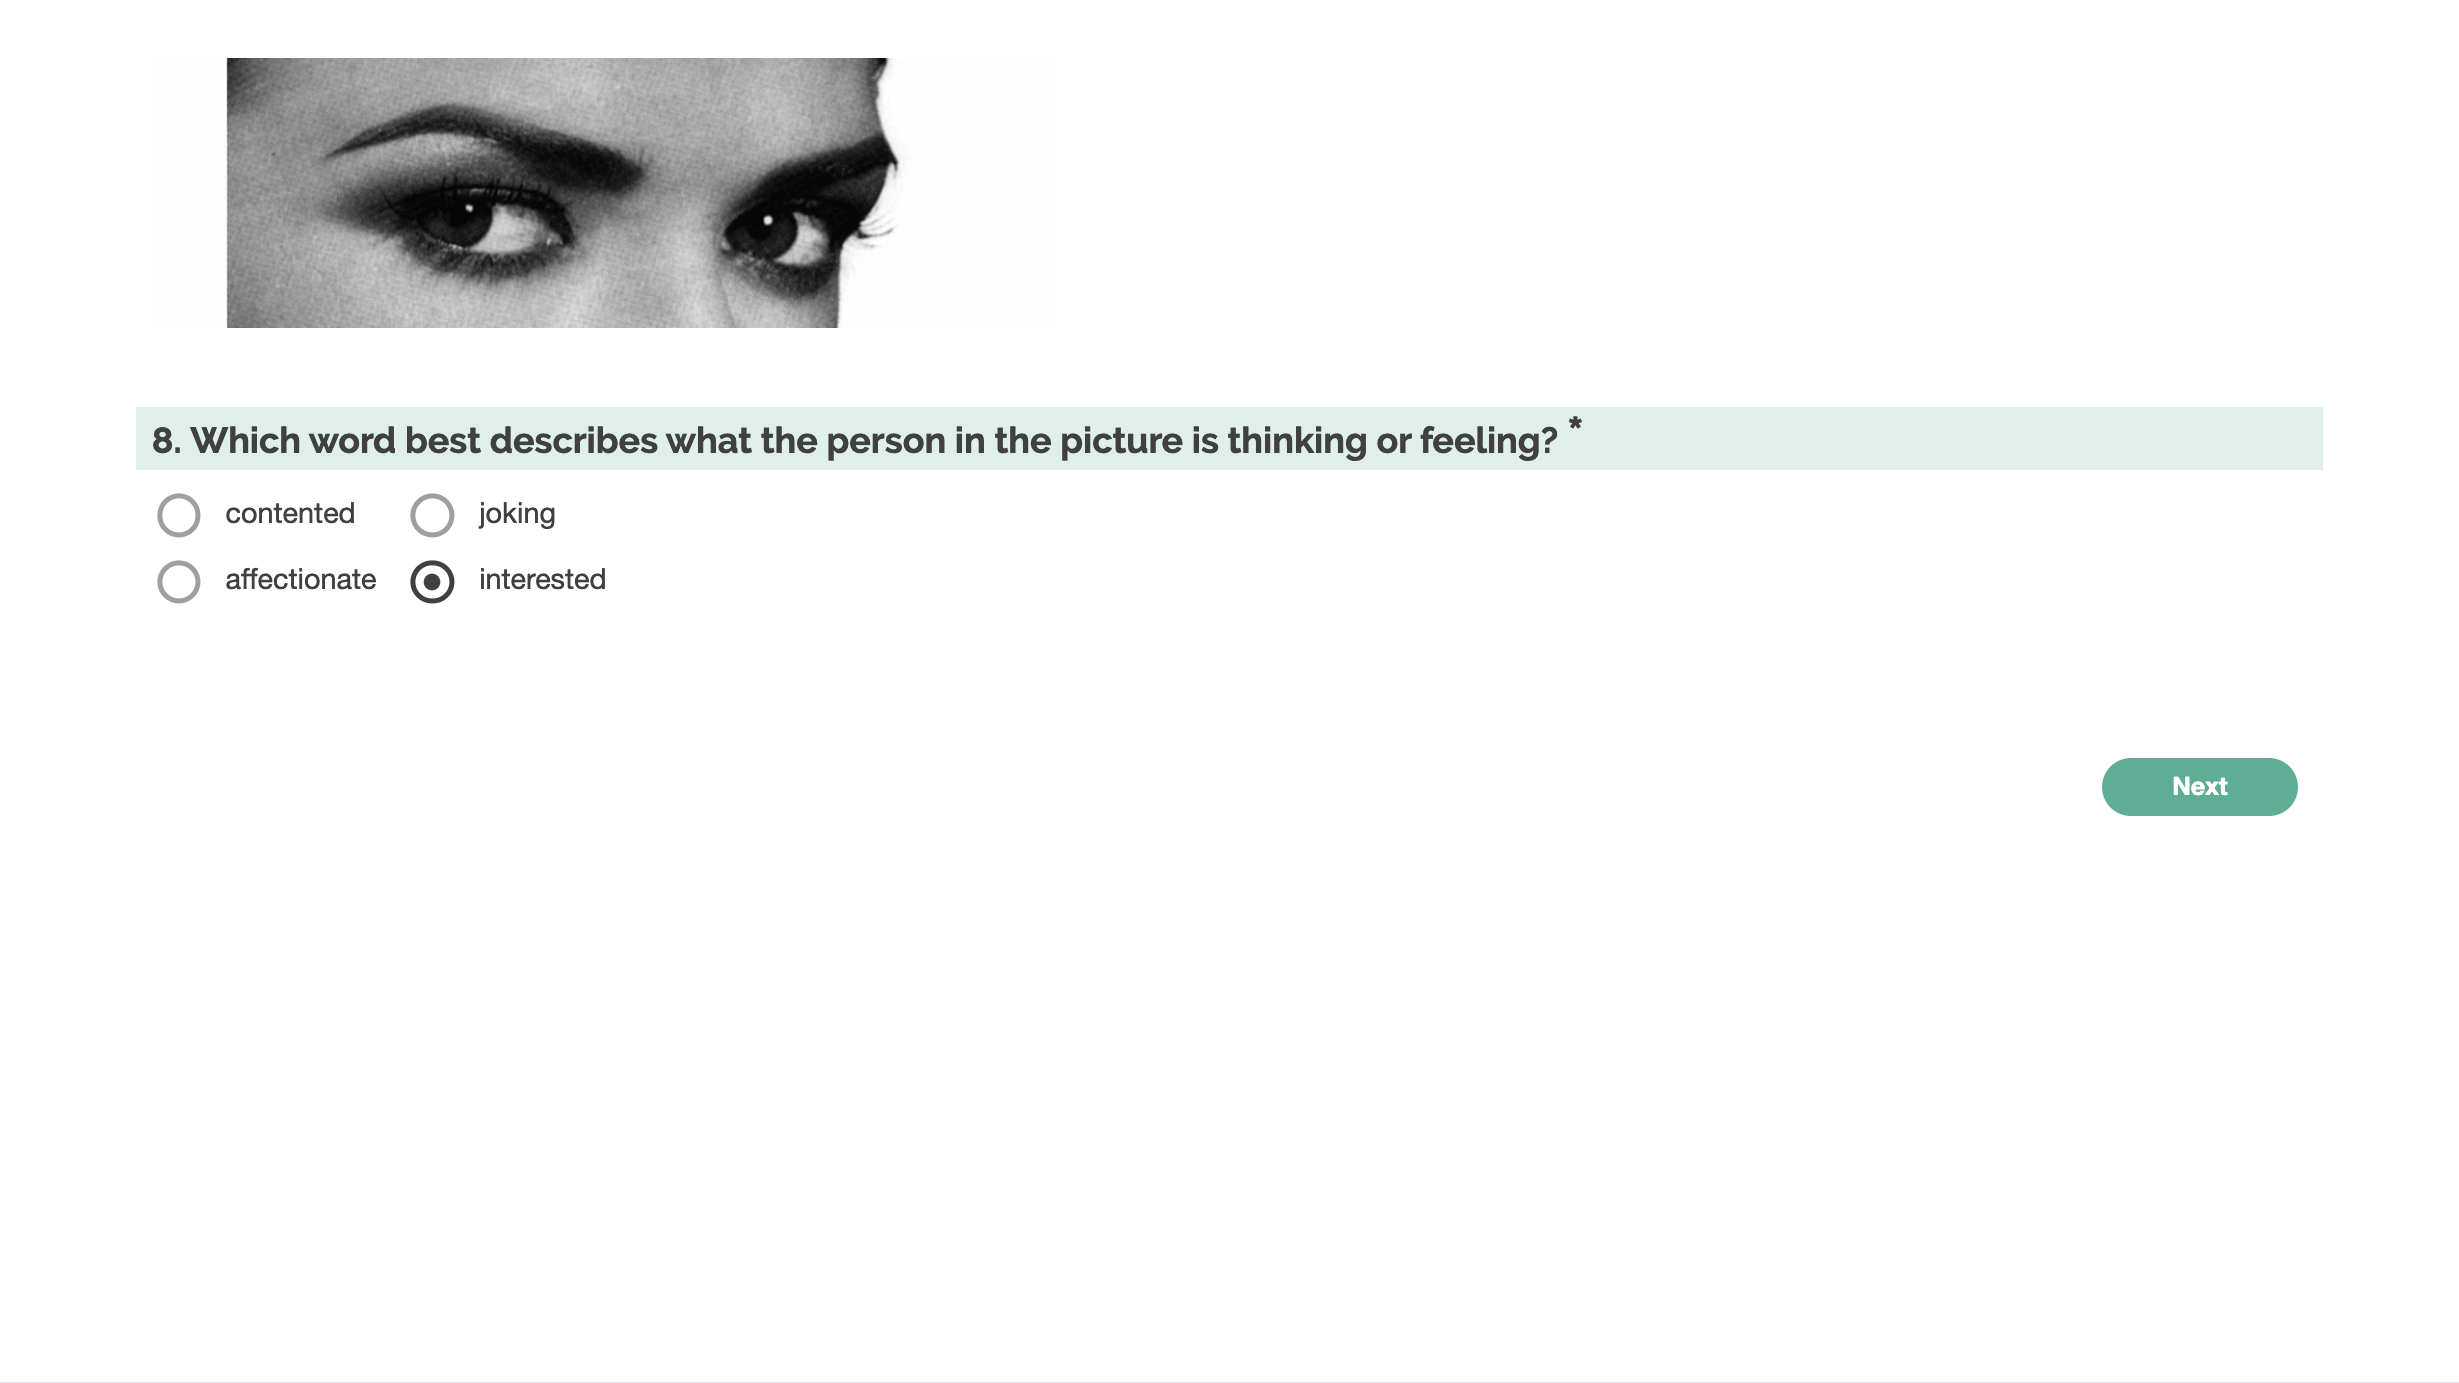 8. Which word best describes what the person in the picture is thinking or feeling? *
contented joking
affectionate interested
Next